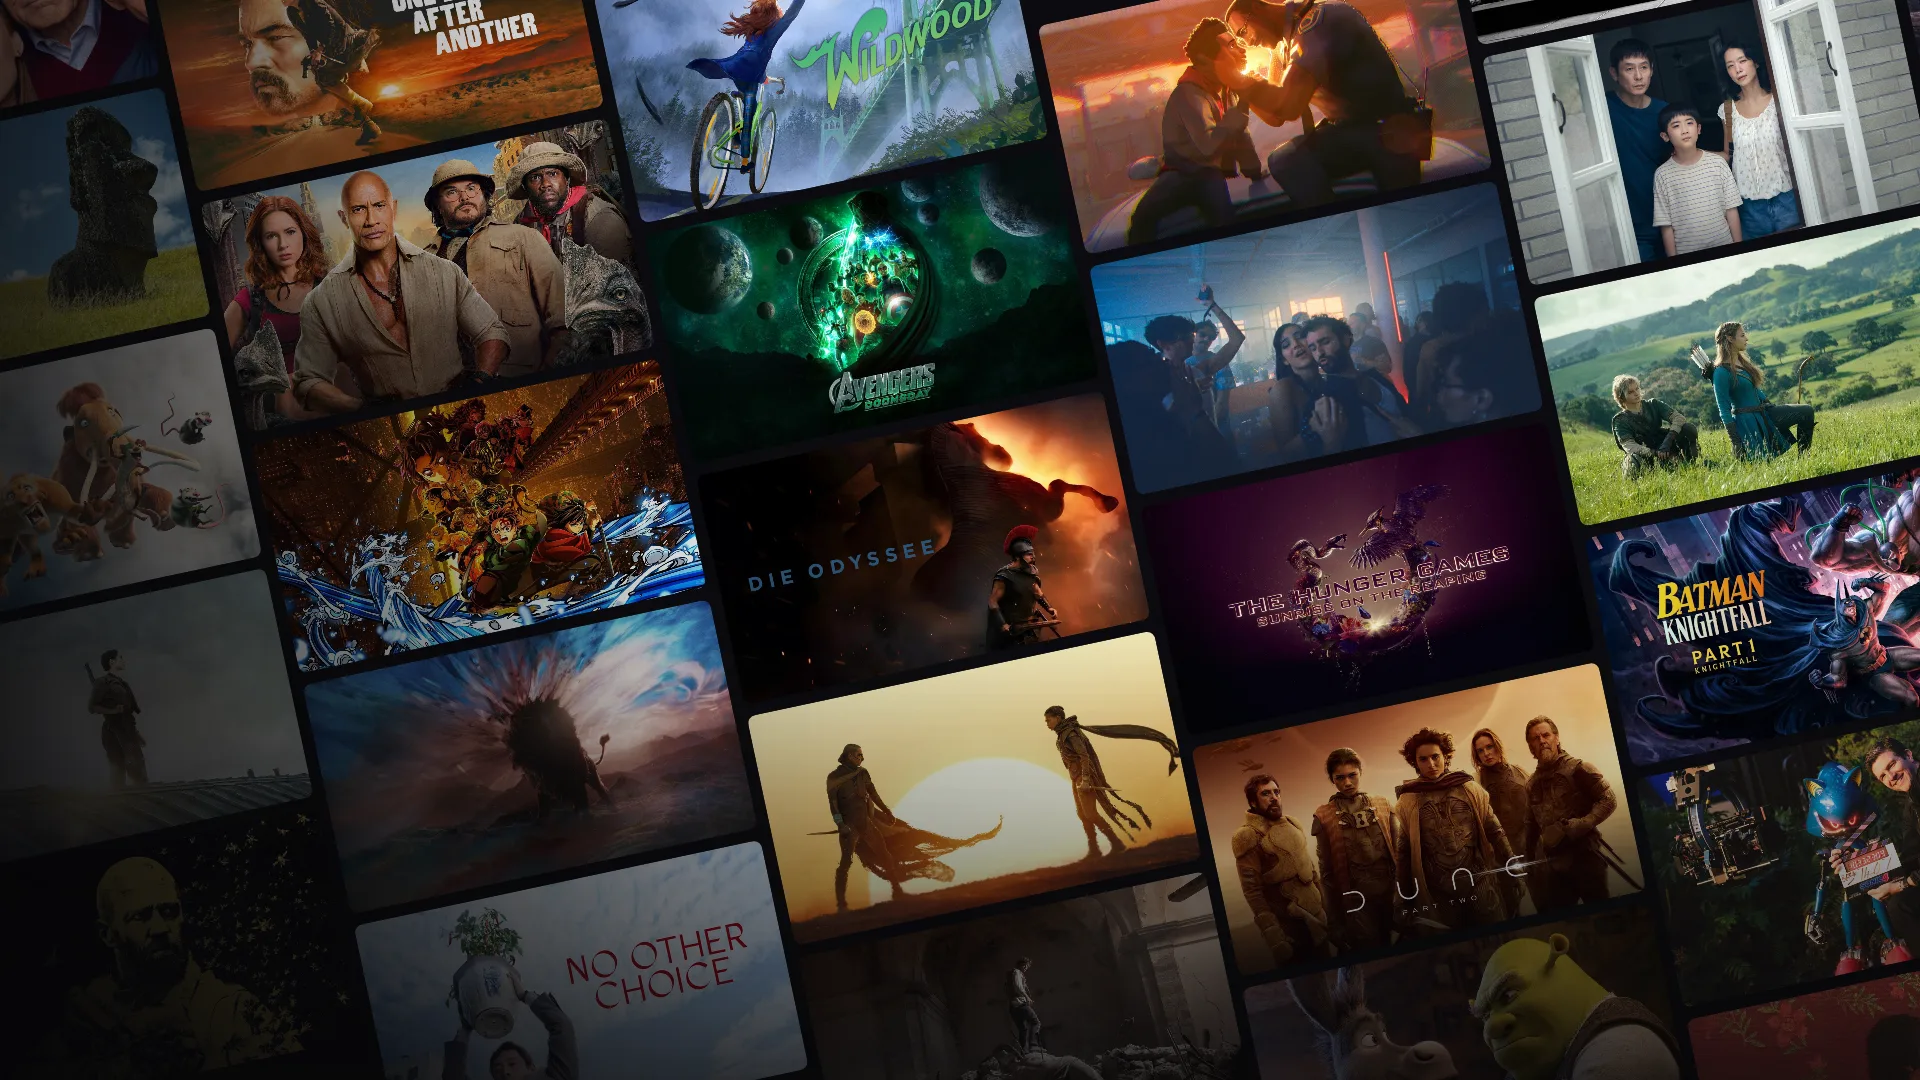 AFTER
ANOTHER
WILDWOOD
AVENGERS
DOOMSDAY
DIE ODYSSEE
THE HUNGER GAMES
SUNRISE ON THE REAPING
BATMAN
KNIGHTFALL
PART 1
KNIGHTFALL
DUNE
PART TWO
NO OTHER
CHOICE